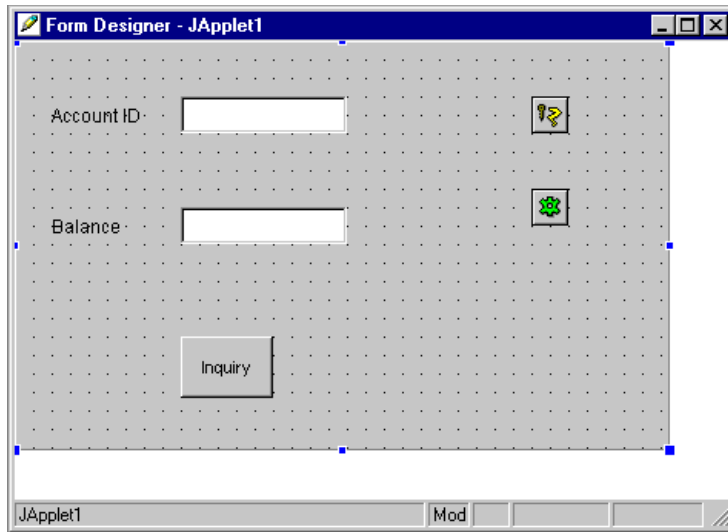 Form Designer - JApplet1
Account ID
Balance
Inquiry
JApplet1 Mod